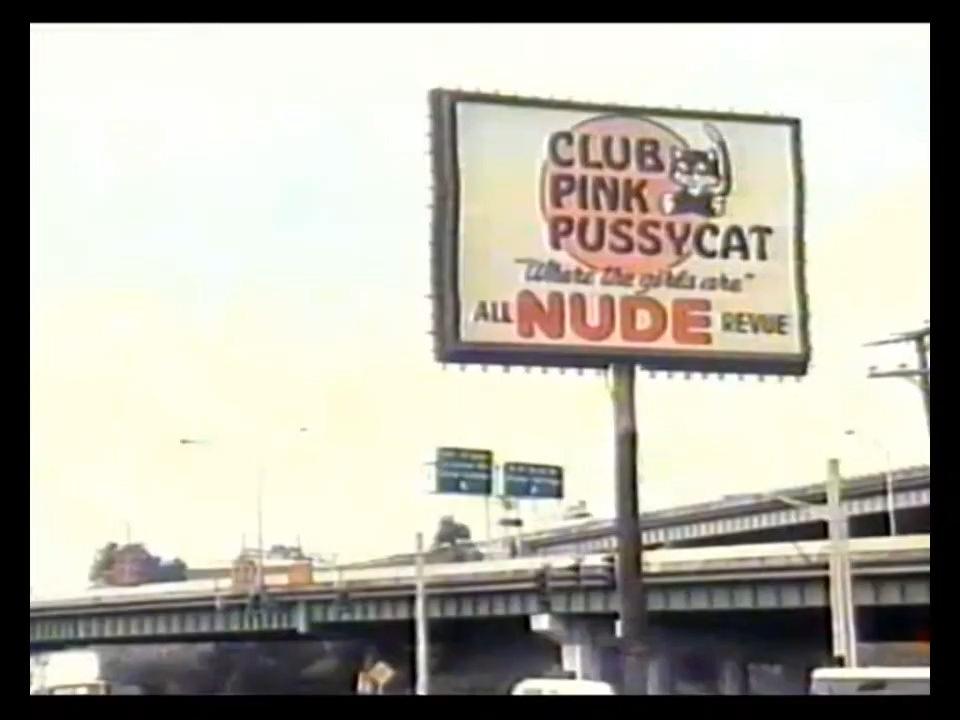 CLUB
PINK
PUSSYCAT
"Where the girls are"
ALL NUDE REVUE